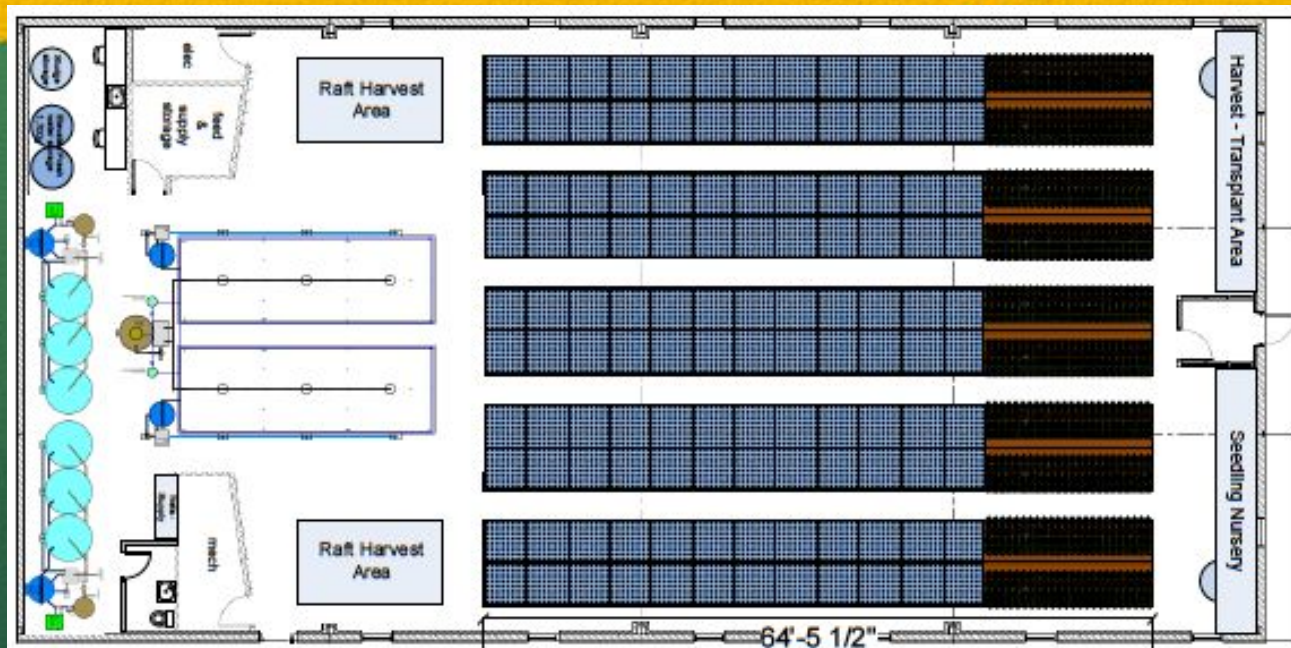 elec
feed
&
supply
storage
Raft Harvest
Area
Harvest - Transplant Area
Seedling Nursery
mech
Raft Harvest
Area
64'-5 1/2"